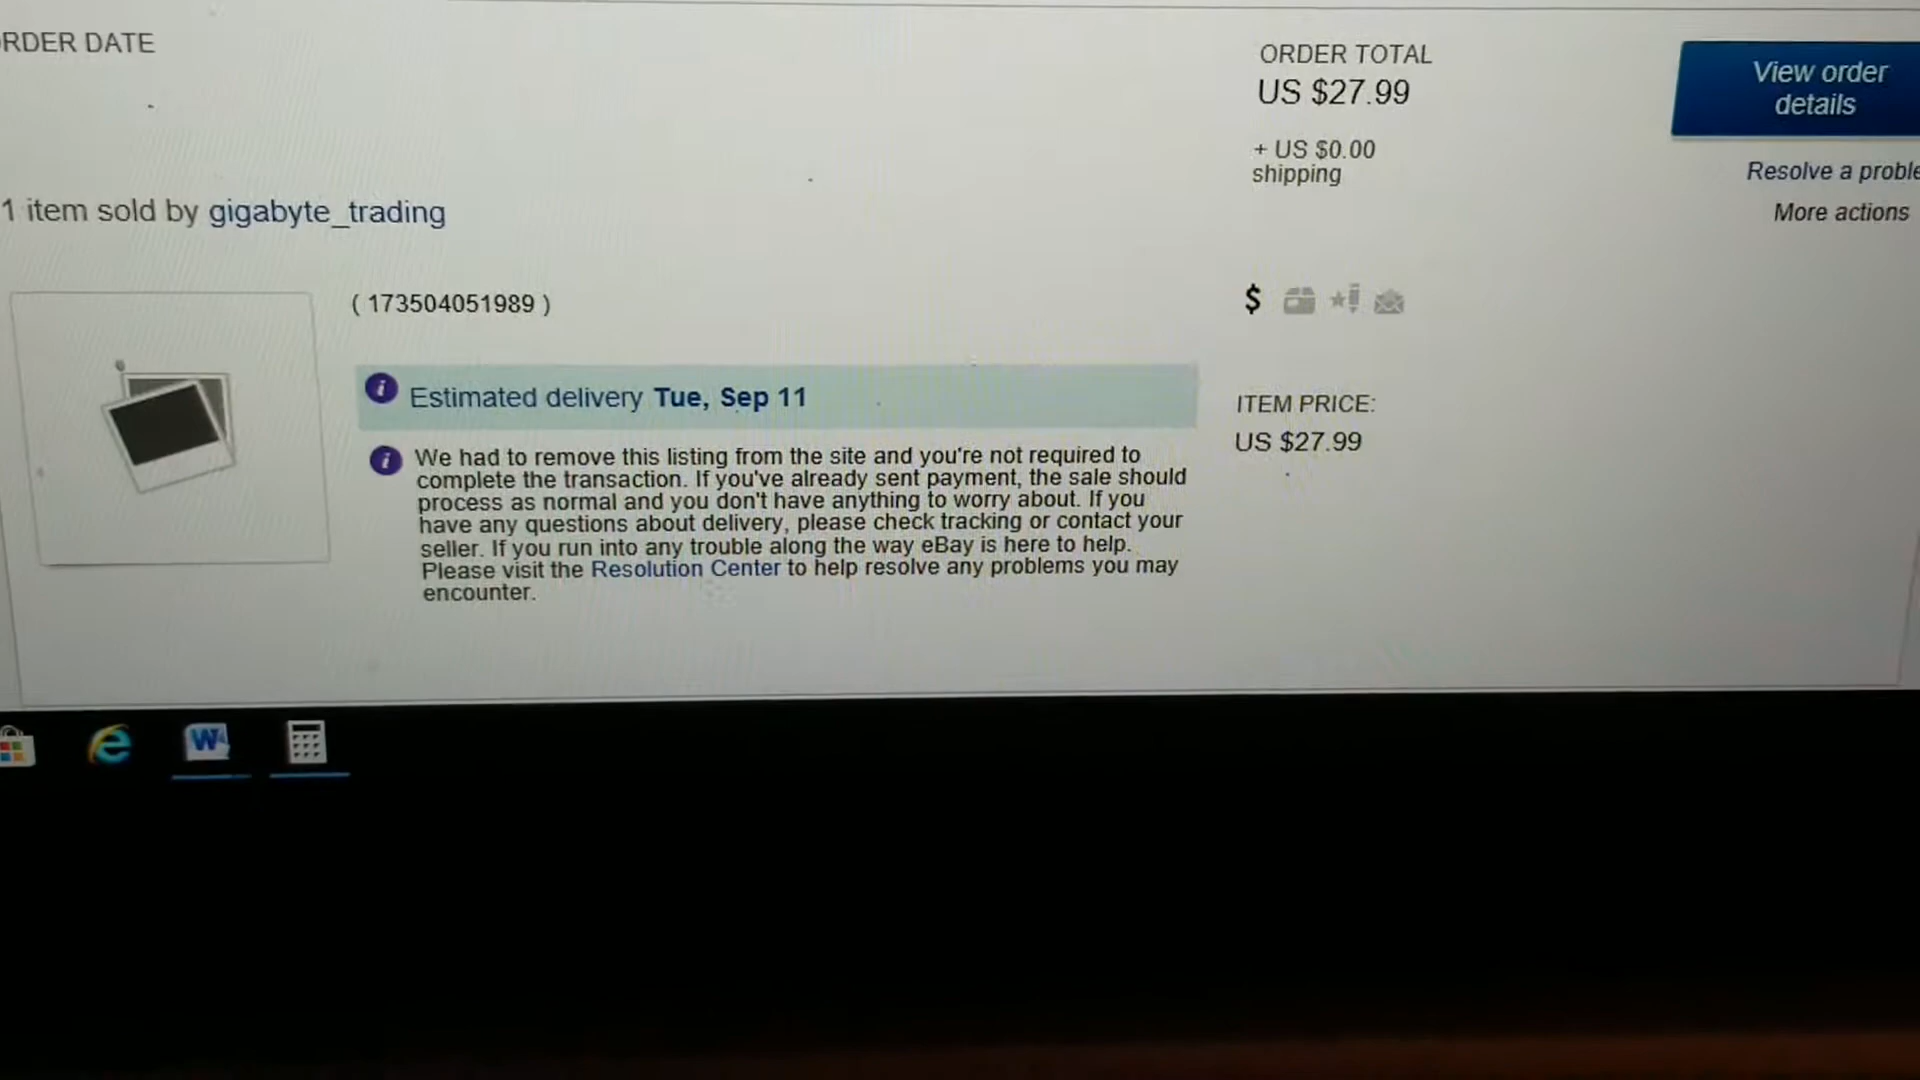 RDER DATE
ORDER TOTAL
US $27.99
+ US $0.00
shipping
View order
details
Resolve a proble
More actions
1 item sold by gigabyte_trading
( 173504051989 )
$
i Estimated delivery Tue, Sep 11
ITEM PRICE:
US $27.99
i We had to remove this listing from the site and you're not required to
complete the transaction. If you've already sent payment, the sale should
process as normal and you don't have anything to worry about. If you
have any questions about delivery, please check tracking or contact your
seller. If you run into any trouble along the way eBay is here to help.
Please visit the Resolution Center to help resolve any problems you may
encounter.
W